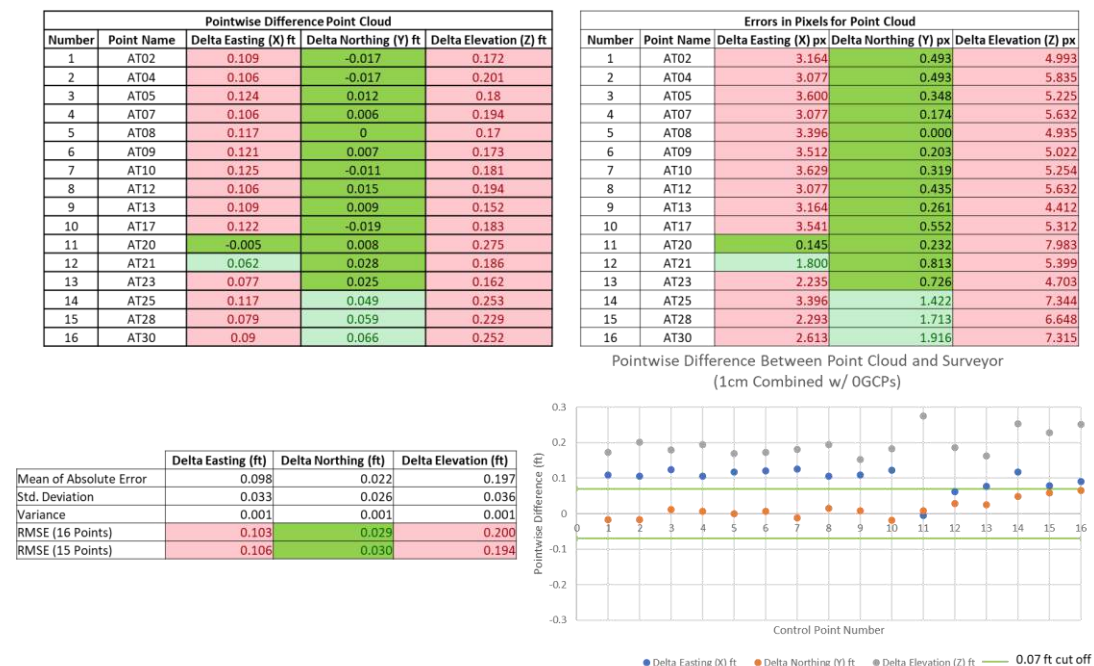 Pointwise Difference Point Cloud
Number Point Name Delta Easting (X) ft Delta Northing (Y) ft Delta Elevation (Z) ft
1 AT02 0.109 -0.017 0.172
2 AT04 0.106 -0.017 0.201
3 AT05 0.124 0.012 0.18
4 AT07 0.106 0.006 0.194
5 AT08 0.117 0 0.17
6 AT09 0.121 0.007 0.173
7 AT10 0.125 -0.011 0.181
8 AT12 0.106 0.015 0.194
9 AT13 0.109 0.009 0.152
10 AT17 0.122 -0.019 0.183
11 AT20 -0.005 0.008 0.275
12 AT21 0.062 0.028 0.186
13 AT23 0.077 0.025 0.162
14 AT25 0.117 0.049 0.253
15 AT28 0.079 0.059 0.229
16 AT30 0.09 0.066 0.252
Errors in Pixels for Point Cloud
Number Point Name Delta Easting (X) px Delta Northing (Y) px Delta Elevation (Z) px
1 AT02 3.164 0.493 4.993
2 AT04 3.077 0.493 5.835
3 AT05 3.600 0.348 5.225
4 AT07 3.077 0.174 5.632
5 AT08 3.396 0.000 4.935
6 AT09 3.512 0.203 5.022
7 AT10 3.629 0.319 5.254
8 AT12 3.077 0.435 5.632
9 AT13 3.164 0.261 4.412
10 AT17 3.541 0.552 5.312
11 AT20 0.145 0.232 7.983
12 AT21 1.800 0.813 5.399
13 AT23 2.235 0.726 4.703
14 AT25 3.396 1.422 7.344
15 AT28 2.293 1.713 6.648
16 AT30 2.613 1.916 7.315
Delta Easting (ft) Delta Northing (ft) Delta Elevation (ft)
Mean of Absolute Error 0.098 0.022 0.197
Std. Deviation 0.033 0.026 0.036
Variance 0.001 0.001 0.001
RMSE (16 Points) 0.103 0.029 0.200
RMSE (15 Points) 0.106 0.030 0.194
Pointwise Difference Between Point Cloud and Surveyor
(1cm Combined w/ 0GCPs)
Pointwise Difference (ft)
0.3
0.2
0.1
0
-0.1
-0.2
-0.3
0 1 2 3 4 5 6 7 8 9 10 11 12 13 14 15 16
Control Point Number
Delta Easting (X) ft Delta Northing (Y) ft Delta Elevation (Z) ft 0.07 ft cut off